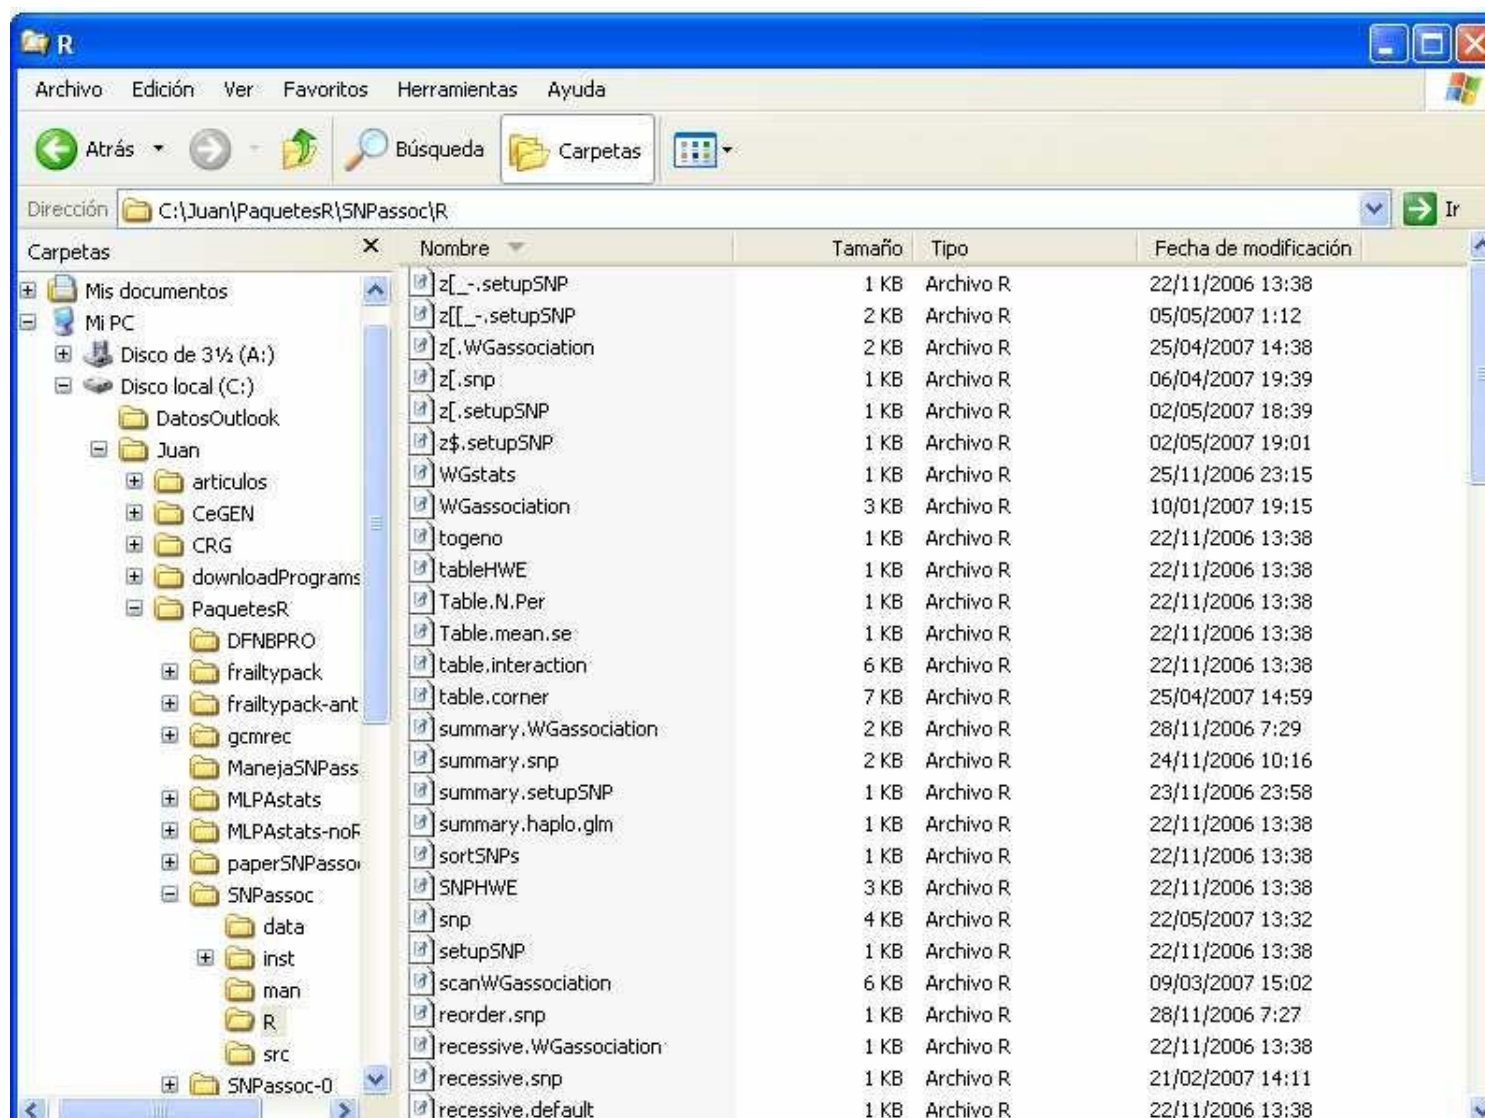 R
Archivo Edición Ver Favoritos Herramientas Ayuda
Atrás Búsqueda Carpetas
Dirección C:\Juan\PaquetesR\SNPassoc\R Ir
Carpetas
Mis documentos
Mi PC
Disco de 3½ (A:)
Disco local (C:)
DatosOutlook
Juan
articulos
CeGEN
CRG
downloadPrograms
PaquetesR
DFNBPRO
frailtypack
frailtypack-ant
gcmrec
ManejaSNPass
MLPAstats
MLPAstats-noR
paperSNPasso
SNPassoc
data
inst
man
R
src
SNPassoc-0
Nombre Tamaño Tipo Fecha de modificación
z[_-.setupSNP 1 KB Archivo R 22/11/2006 13:38
z[[_-.setupSNP 2 KB Archivo R 05/05/2007 1:12
z[.WGassociation 2 KB Archivo R 25/04/2007 14:38
z[.snp 1 KB Archivo R 06/04/2007 19:39
z[.setupSNP 1 KB Archivo R 02/05/2007 18:39
z$.setupSNP 1 KB Archivo R 02/05/2007 19:01
WGstats 1 KB Archivo R 25/11/2006 23:15
WGassociation 3 KB Archivo R 10/01/2007 19:15
togeno 1 KB Archivo R 22/11/2006 13:38
tableHWE 1 KB Archivo R 22/11/2006 13:38
Table.N.Per 1 KB Archivo R 22/11/2006 13:38
Table.mean.se 1 KB Archivo R 22/11/2006 13:38
table.interaction 6 KB Archivo R 22/11/2006 13:38
table.corner 7 KB Archivo R 25/04/2007 14:59
summary.WGassociation 2 KB Archivo R 28/11/2006 7:29
summary.snp 2 KB Archivo R 24/11/2006 10:16
summary.setupSNP 1 KB Archivo R 23/11/2006 23:58
summary.haplo.glm 1 KB Archivo R 22/11/2006 13:38
sortSNPs 1 KB Archivo R 22/11/2006 13:38
SNPHWE 3 KB Archivo R 22/11/2006 13:38
snp 4 KB Archivo R 22/05/2007 13:32
setupSNP 1 KB Archivo R 22/11/2006 13:38
scanWGassociation 6 KB Archivo R 09/03/2007 15:02
reorder.snp 1 KB Archivo R 28/11/2006 7:27
recessive.WGassociation 1 KB Archivo R 22/11/2006 13:38
recessive.snp 1 KB Archivo R 21/02/2007 14:11
recessive.default 1 KB Archivo R 22/11/2006 13:38